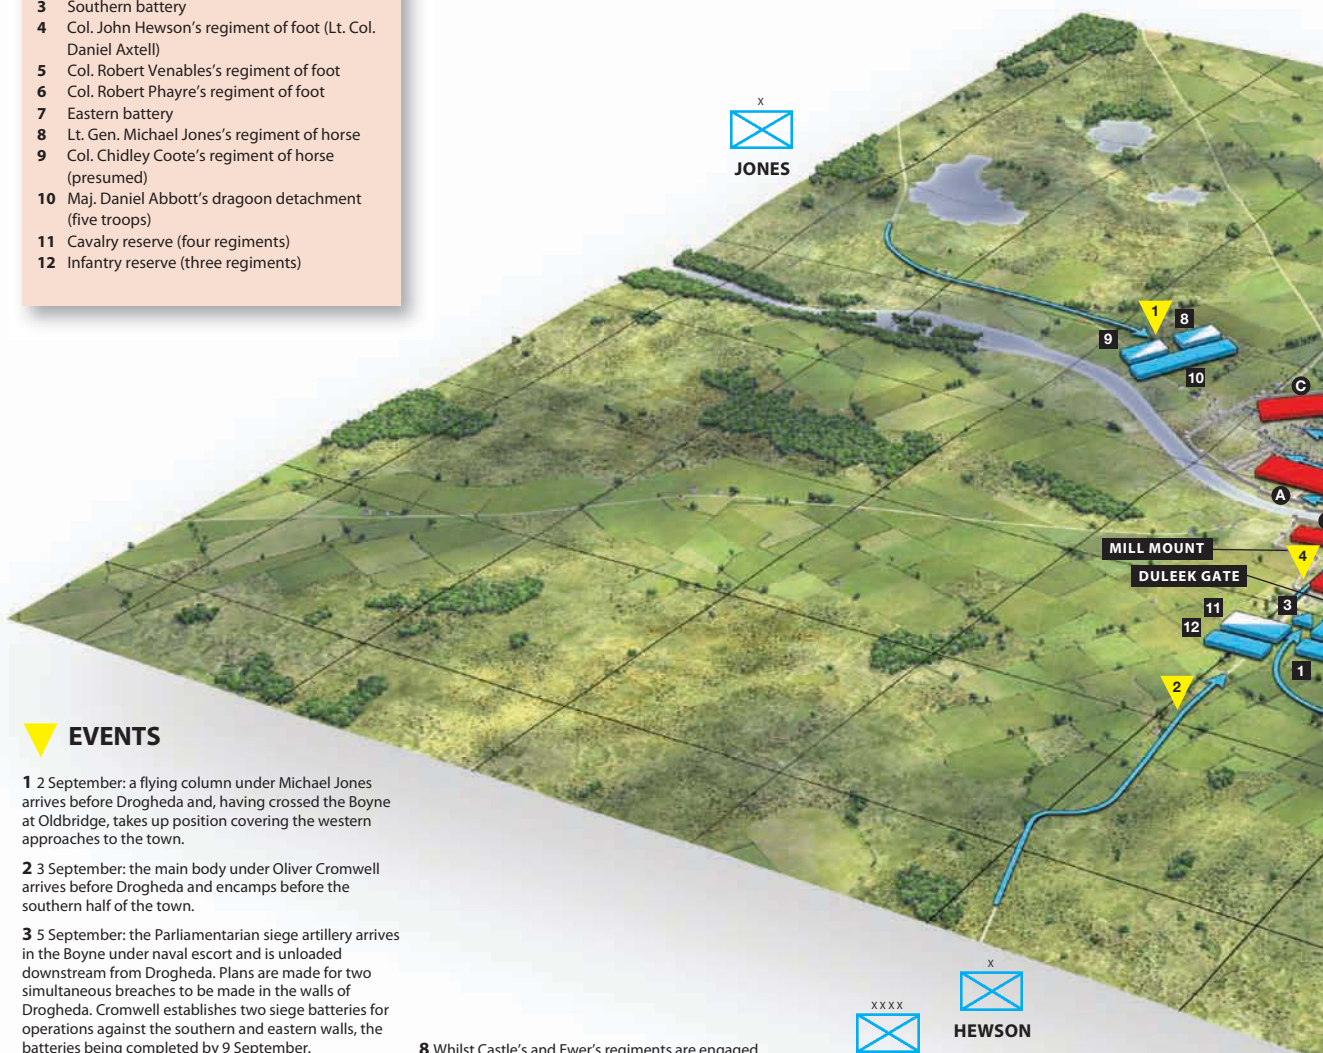 3 Southern battery
4 Col. John Hewson's regiment of foot (Lt. Col.
Daniel Axtell)
5 Col. Robert Venables's regiment of foot
6 Col. Robert Phayre's regiment of foot
7 Eastern battery
8 Lt. Gen. Michael Jones's regiment of horse
9 Col. Chidley Coote's regiment of horse
(presumed)
10 Maj. Daniel Abbott's dragoon detachment
(five troops)
11 Cavalry reserve (four regiments)
12 Infantry reserve (three regiments)
x
JONES
1
8
9
10
C
A
MILL MOUNT
4
DULEEK GATE
11
3
12
1
2
EVENTS
1 2 September: a flying column under Michael Jones
arrives before Drogheda and, having crossed the Boyne
at Oldbridge, takes up position covering the western
approaches to the town.
2 3 September: the main body under Oliver Cromwell
arrives before Drogheda and encamps before the
southern half of the town.
3 5 September: the Parliamentarian siege artillery arrives
in the Boyne under naval escort and is unloaded
downstream from Drogheda. Plans are made for two
simultaneous breaches to be made in the walls of
Drogheda. Cromwell establishes two siege batteries for
operations against the southern and eastern walls, the
batteries being completed by 9 September.
x
HEWSON
xxxx
8 Whilst Castle's and Ewer's regiments are engaged